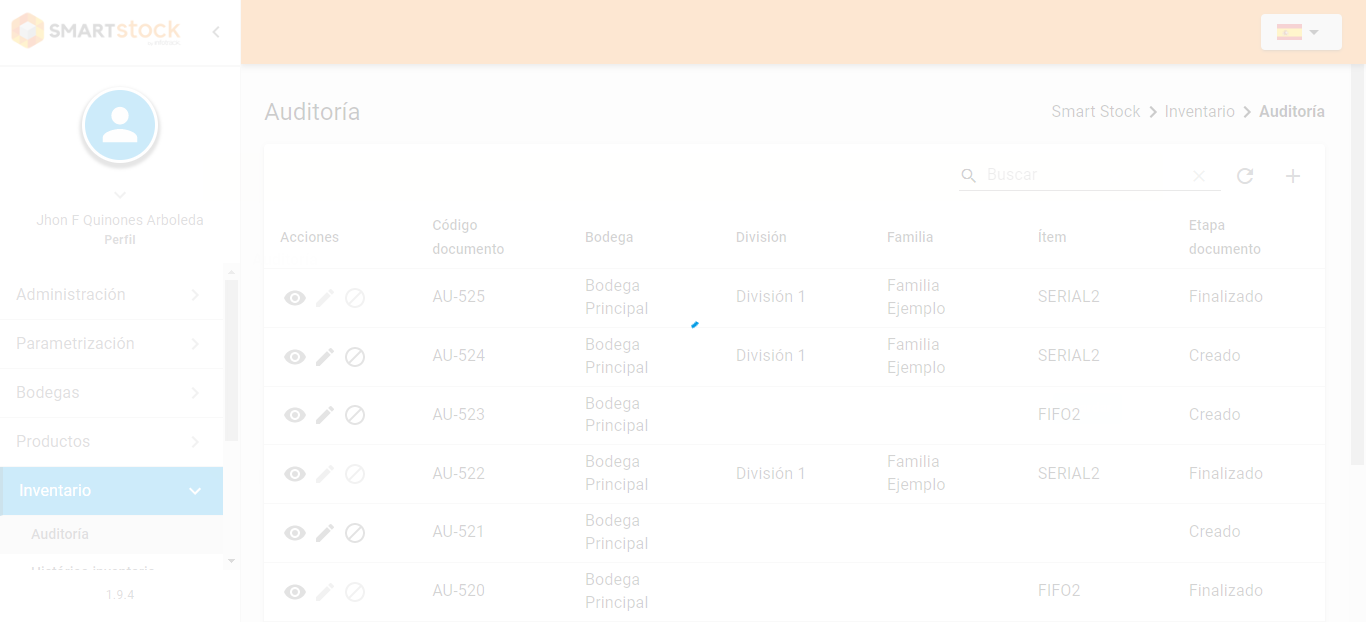 SMARTstock
Auditoría
Smart Stock > Inventario > Auditoría
Buscar
Jhon F Quinones Arboleda
Perfil
Administración
Parametrización
Bodegas
Productos
Inventario
Auditoría
Histórico inventario
1.9.4
Acciones
Código
documento
Bodega
División
Familia
Ítem
Etapa
documento
AU-525
Bodega
Principal
División 1
Familia
Ejemplo
SERIAL2
Finalizado
AU-524
Bodega
Principal
División 1
Familia
Ejemplo
SERIAL2
Creado
AU-523
Bodega
Principal
FIFO2
Creado
AU-522
Bodega
Principal
División 1
Familia
Ejemplo
SERIAL2
Finalizado
AU-521
Bodega
Principal
Creado
AU-520
Bodega
Principal
FIFO2
Finalizado